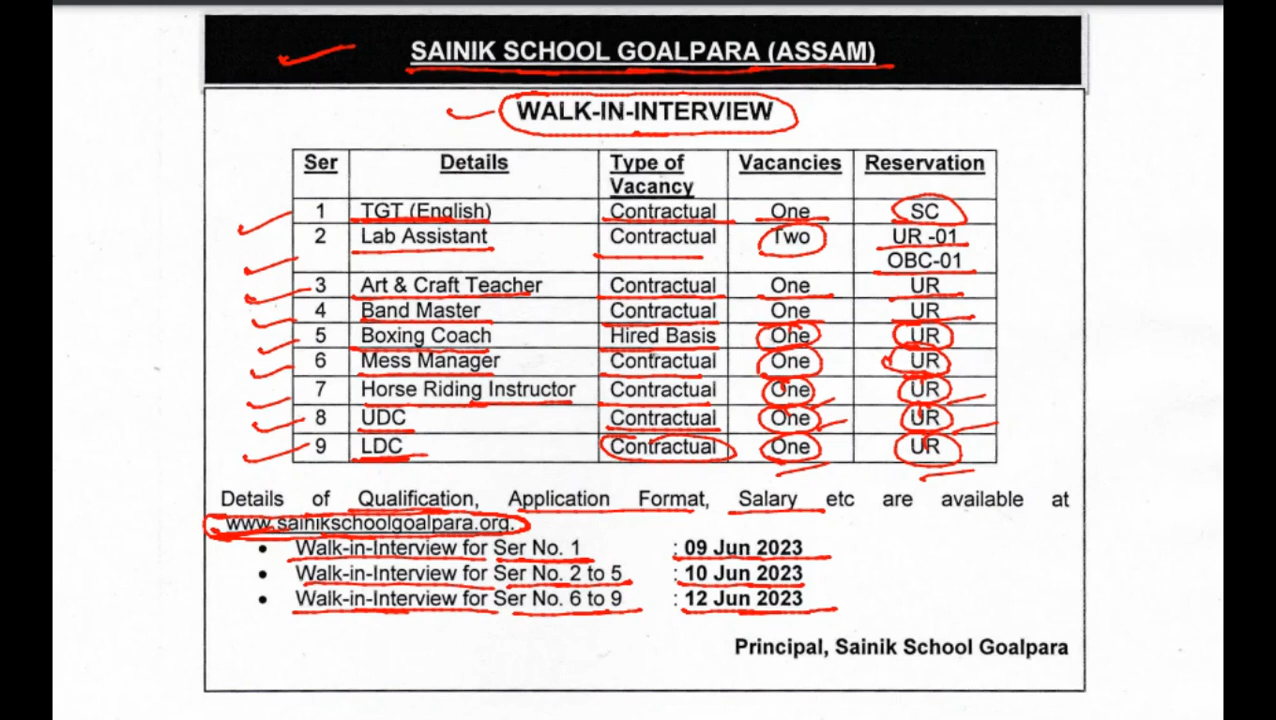 SAINIK SCHOOL GOALPARA (ASSAM)
WALK-IN-INTERVIEW
Ser Details Type of Vacancy Vacancies Reservation
1 TGT (English) Contractual One SC
2 Lab Assistant Contractual Two UR -01
OBC-01
3 Art & Craft Teacher Contractual One UR
4 Band Master Contractual One UR
5 Boxing Coach Hired Basis One UR
6 Mess Manager Contractual One UR
7 Horse Riding Instructor Contractual One UR
8 UDC Contractual One UR
9 LDC Contractual One UR
Details of Qualification, Application Format, Salary etc are available at
www.sainikschoolgoalpara.org.
• Walk-in-Interview for Ser No. 1 : 09 Jun 2023
• Walk-in-Interview for Ser No. 2 to 5 : 10 Jun 2023
• Walk-in-Interview for Ser No. 6 to 9 : 12 Jun 2023
Principal, Sainik School Goalpara